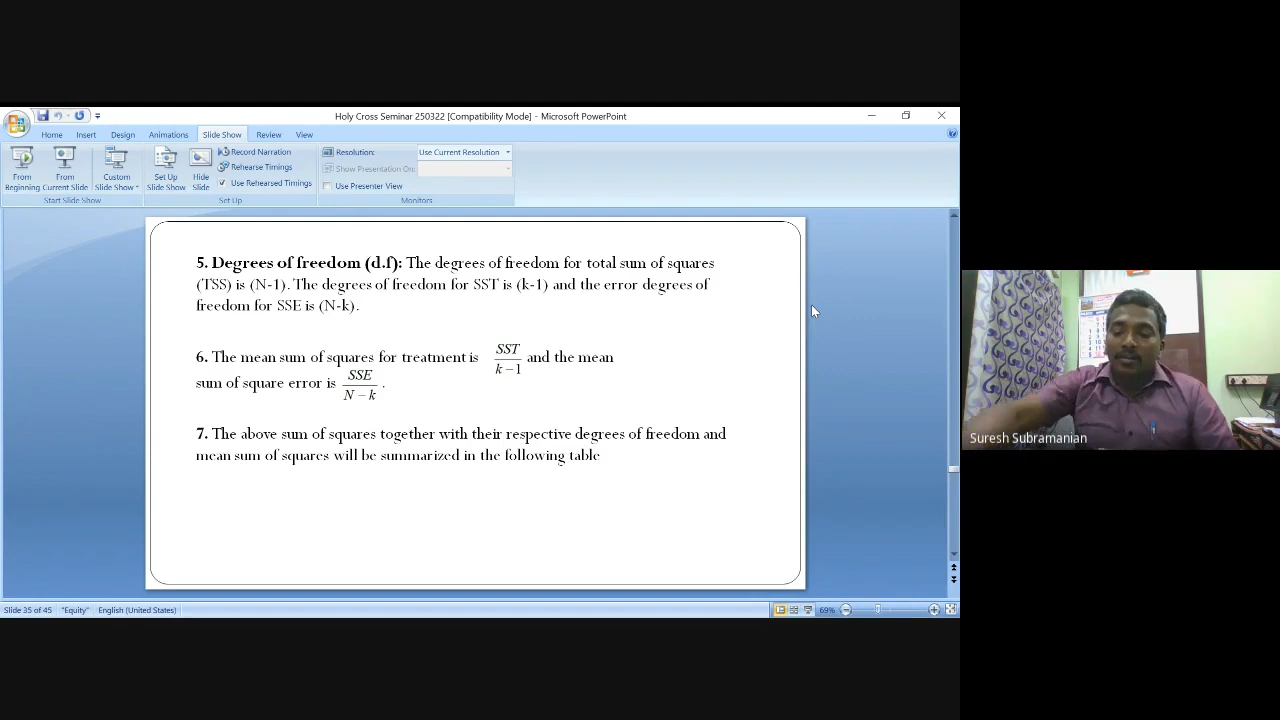 Holy Cross Seminar 250322 [Compatibility Mode] - Microsoft PowerPoint
Home Insert Design Animations Slide Show Review View
From Beginning
From Current Slide
Custom Slide Show
Start Slide Show
Set Up Slide Show
Hide Slide
Record Narration
Rehearse Timings
Use Rehearsed Timings
Set Up
Resolution: Use Current Resolution
Show Presentation On:
Use Presenter View
Monitors
5. Degrees of freedom (d.f): The degrees of freedom for total sum of squares
(TSS) is (N-1). The degrees of freedom for SST is (k-1) and the error degrees of
freedom for SSE is (N-k).
6. The mean sum of squares for treatment is SST / k – 1 and the mean
sum of square error is SSE / N – k .
7. The above sum of squares together with their respective degrees of freedom and
mean sum of squares will be summarized in the following table
Suresh Subramanian
Slide 35 of 45 "Equity" English (United States) 69%